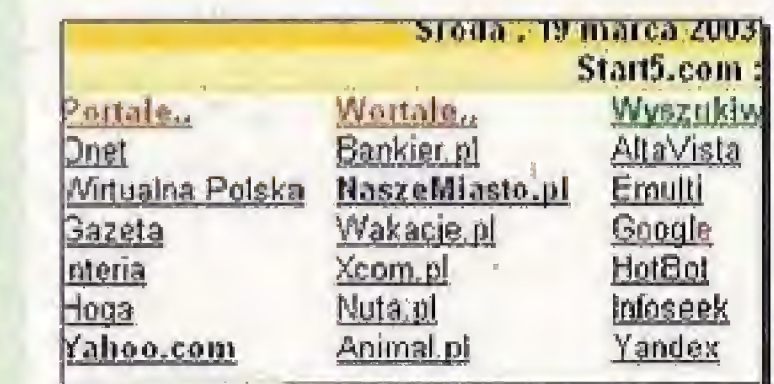 Środa , 19 marca 2003
Start5.com :
Portale.. Wortale.. Wyszukiw
Onet Bankier.pl AltaVista
Wirtualna Polska NaszeMiasto.pl Emulti
Gazeta Wakacje.pl Google
nteria Xcom.pl HotBot
Hoga Nuta.pl Infoseek
Yahoo.com Animal.pl Yandex